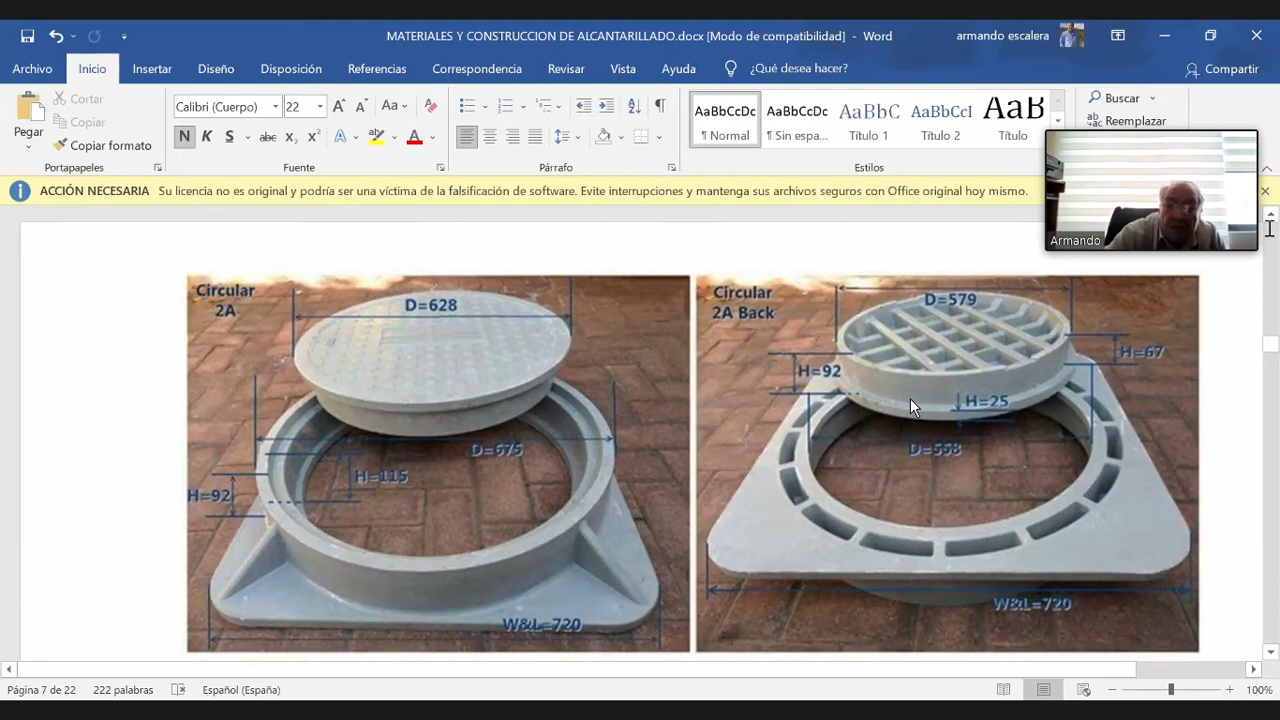 MATERIALES Y CONSTRUCCION DE ALCANTARILLADO.docx [Modo de compatibilidad] - Word
armando escalera
Archivo Inicio Insertar Diseño Disposición Referencias Correspondencia Revisar Vista Ayuda ¿Qué desea hacer? Compartir
Pegar
Cortar
Copiar
Copiar formato
Portapapeles
Calibri (Cuerpo) 22
Fuente
Párrafo
AaBbCcDc AaBbCcDc AaBbC AaBbCcI AaB
¶ Normal ¶ Sin espa... Título 1 Título 2 Título
Estilos
Buscar
Reemplazar
ACCIÓN NECESARIA Su licencia no es original y podría ser una víctima de la falsificación de software. Evite interrupciones y mantenga sus archivos seguros con Office original hoy mismo.
Armando
Circular
2A
D=628
D=675
H=115
H=92
W&L=720
Circular
2A Back
D=579
H=67
H=92
H=25
D=558
W&L=720
Página 7 de 22 222 palabras Español (España) 100%